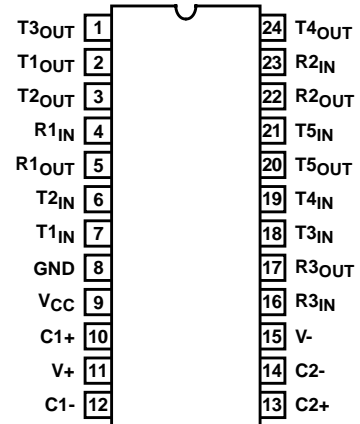 T3OUT 1 24 T4OUT
T1OUT 2 23 R2IN
T2OUT 3 22 R2OUT
R1IN 4 21 T5IN
R1OUT 5 20 T5OUT
T2IN 6 19 T4IN
T1IN 7 18 T3IN
GND 8 17 R3OUT
VCC 9 16 R3IN
C1+ 10 15 V-
V+ 11 14 C2-
C1- 12 13 C2+